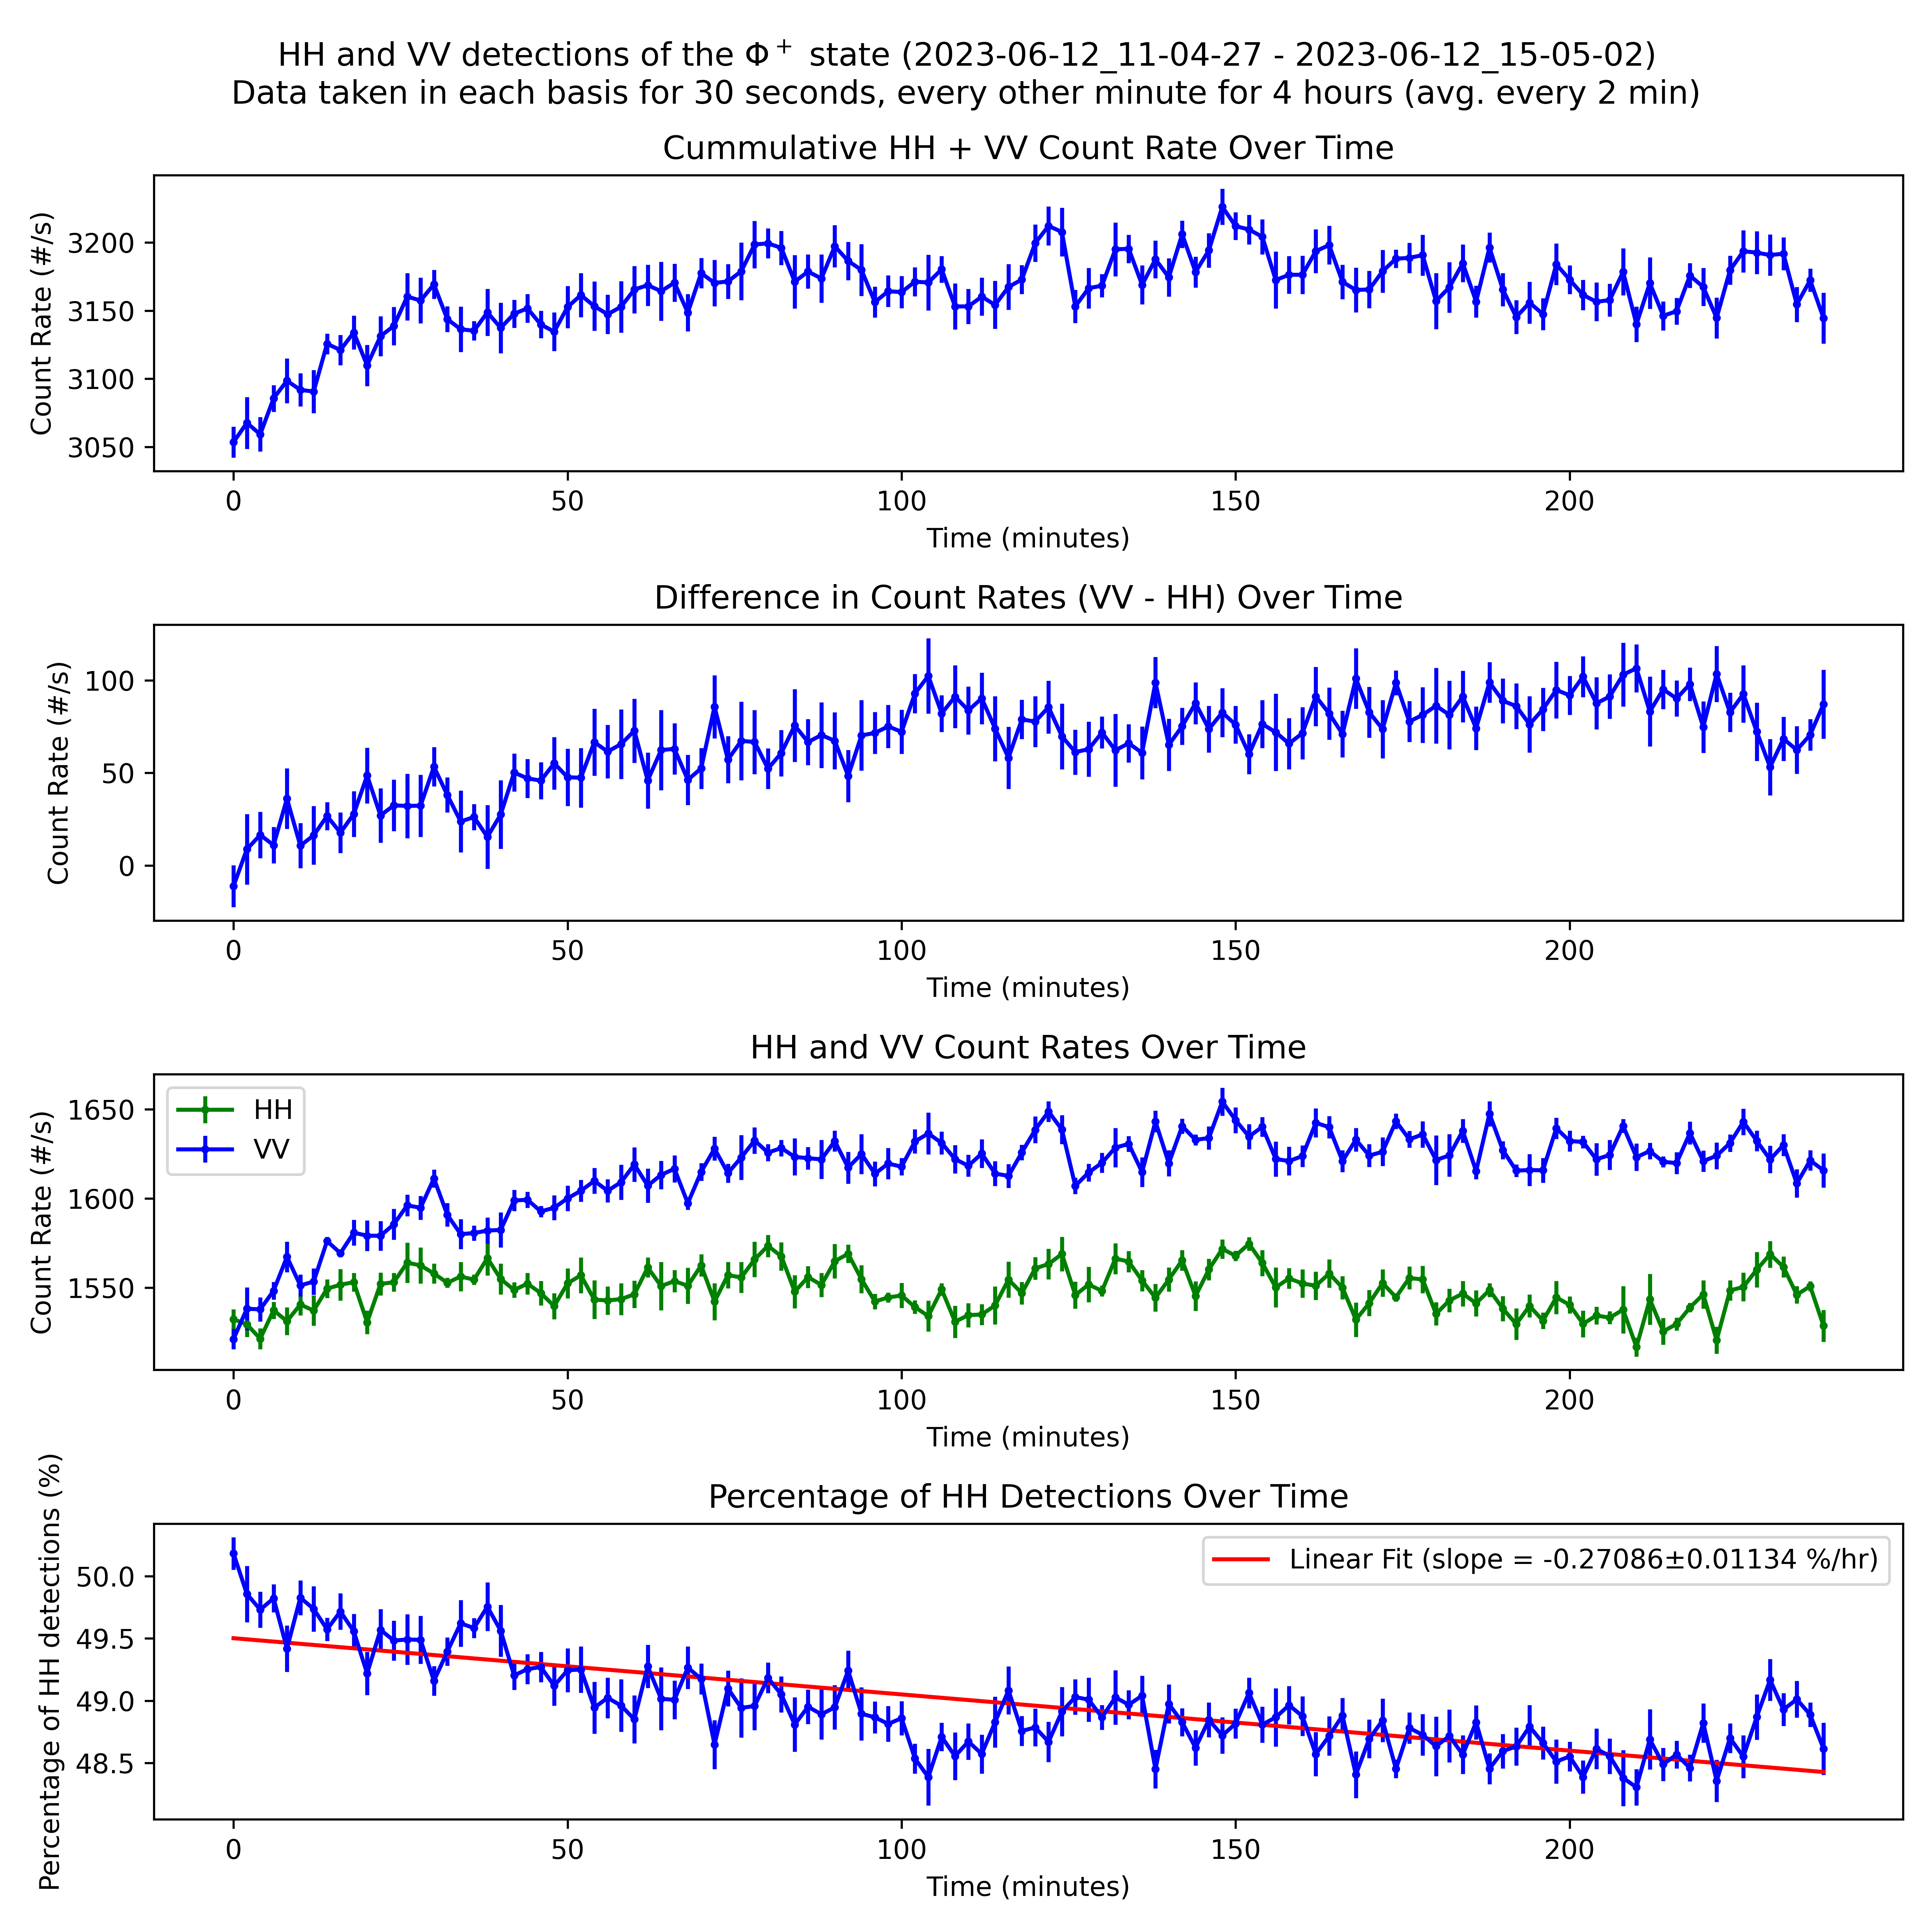 HH and VV detections of the Φ⁺ state (2023-06-12_11-04-27 - 2023-06-12_15-05-02)
Data taken in each basis for 30 seconds, every other minute for 4 hours (avg. every 2 min)
Cummulative HH + VV Count Rate Over Time
Count Rate (#/s)
3200
3150
3100
3050
0 50 100 150 200
Time (minutes)
Difference in Count Rates (VV - HH) Over Time
Count Rate (#/s)
100
50
0
0 50 100 150 200
Time (minutes)
HH and VV Count Rates Over Time
Count Rate (#/s)
1650
1600
1550
HH
VV
0 50 100 150 200
Time (minutes)
Percentage of HH Detections Over Time
Percentage of HH detections (%)
50.0
49.5
49.0
48.5
Linear Fit (slope = -0.27086±0.01134 %/hr)
0 50 100 150 200
Time (minutes)